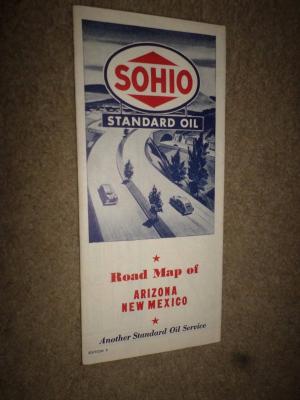 SOHIO
STANDARD OIL
Road Map of
ARIZONA
NEW MEXICO
Another Standard Oil Service